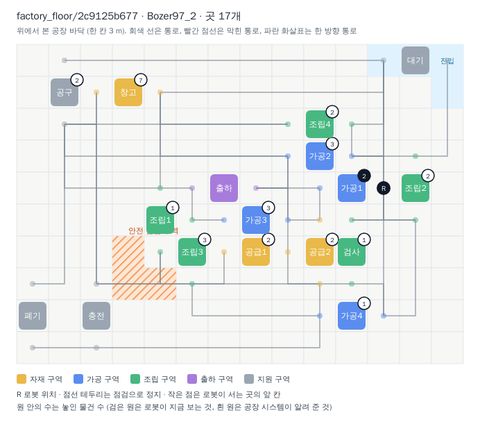 factory_floor/2c9125b677 · Bozer97_2 · 곳 17개
위에서 본 공장 바닥 (한 칸 3 m). 회색 선은 통로, 빨간 점선은 막힌 통로, 파란 화살표는 한 방향 통로
대기
공구 2
창고 7
조립4 2
가공2 3
출하
가공1 2
R
조립2 2
조립1 1
가공3 3
안전
조립3 3
공급1 2
공급2 2
검사 1
폐기
충전
가공4 1
자재 구역
가공 구역
조립 구역
출하 구역
지원 구역
R 로봇 위치 · 점선 테두리는 점검으로 정지 · 작은 점은 로봇이 서는 곳의 앞 칸
원 안의 수는 놓인 물건 수 (검은 원은 로봇이 지금 보는 것, 흰 원은 공장 시스템이 알려 준 것)